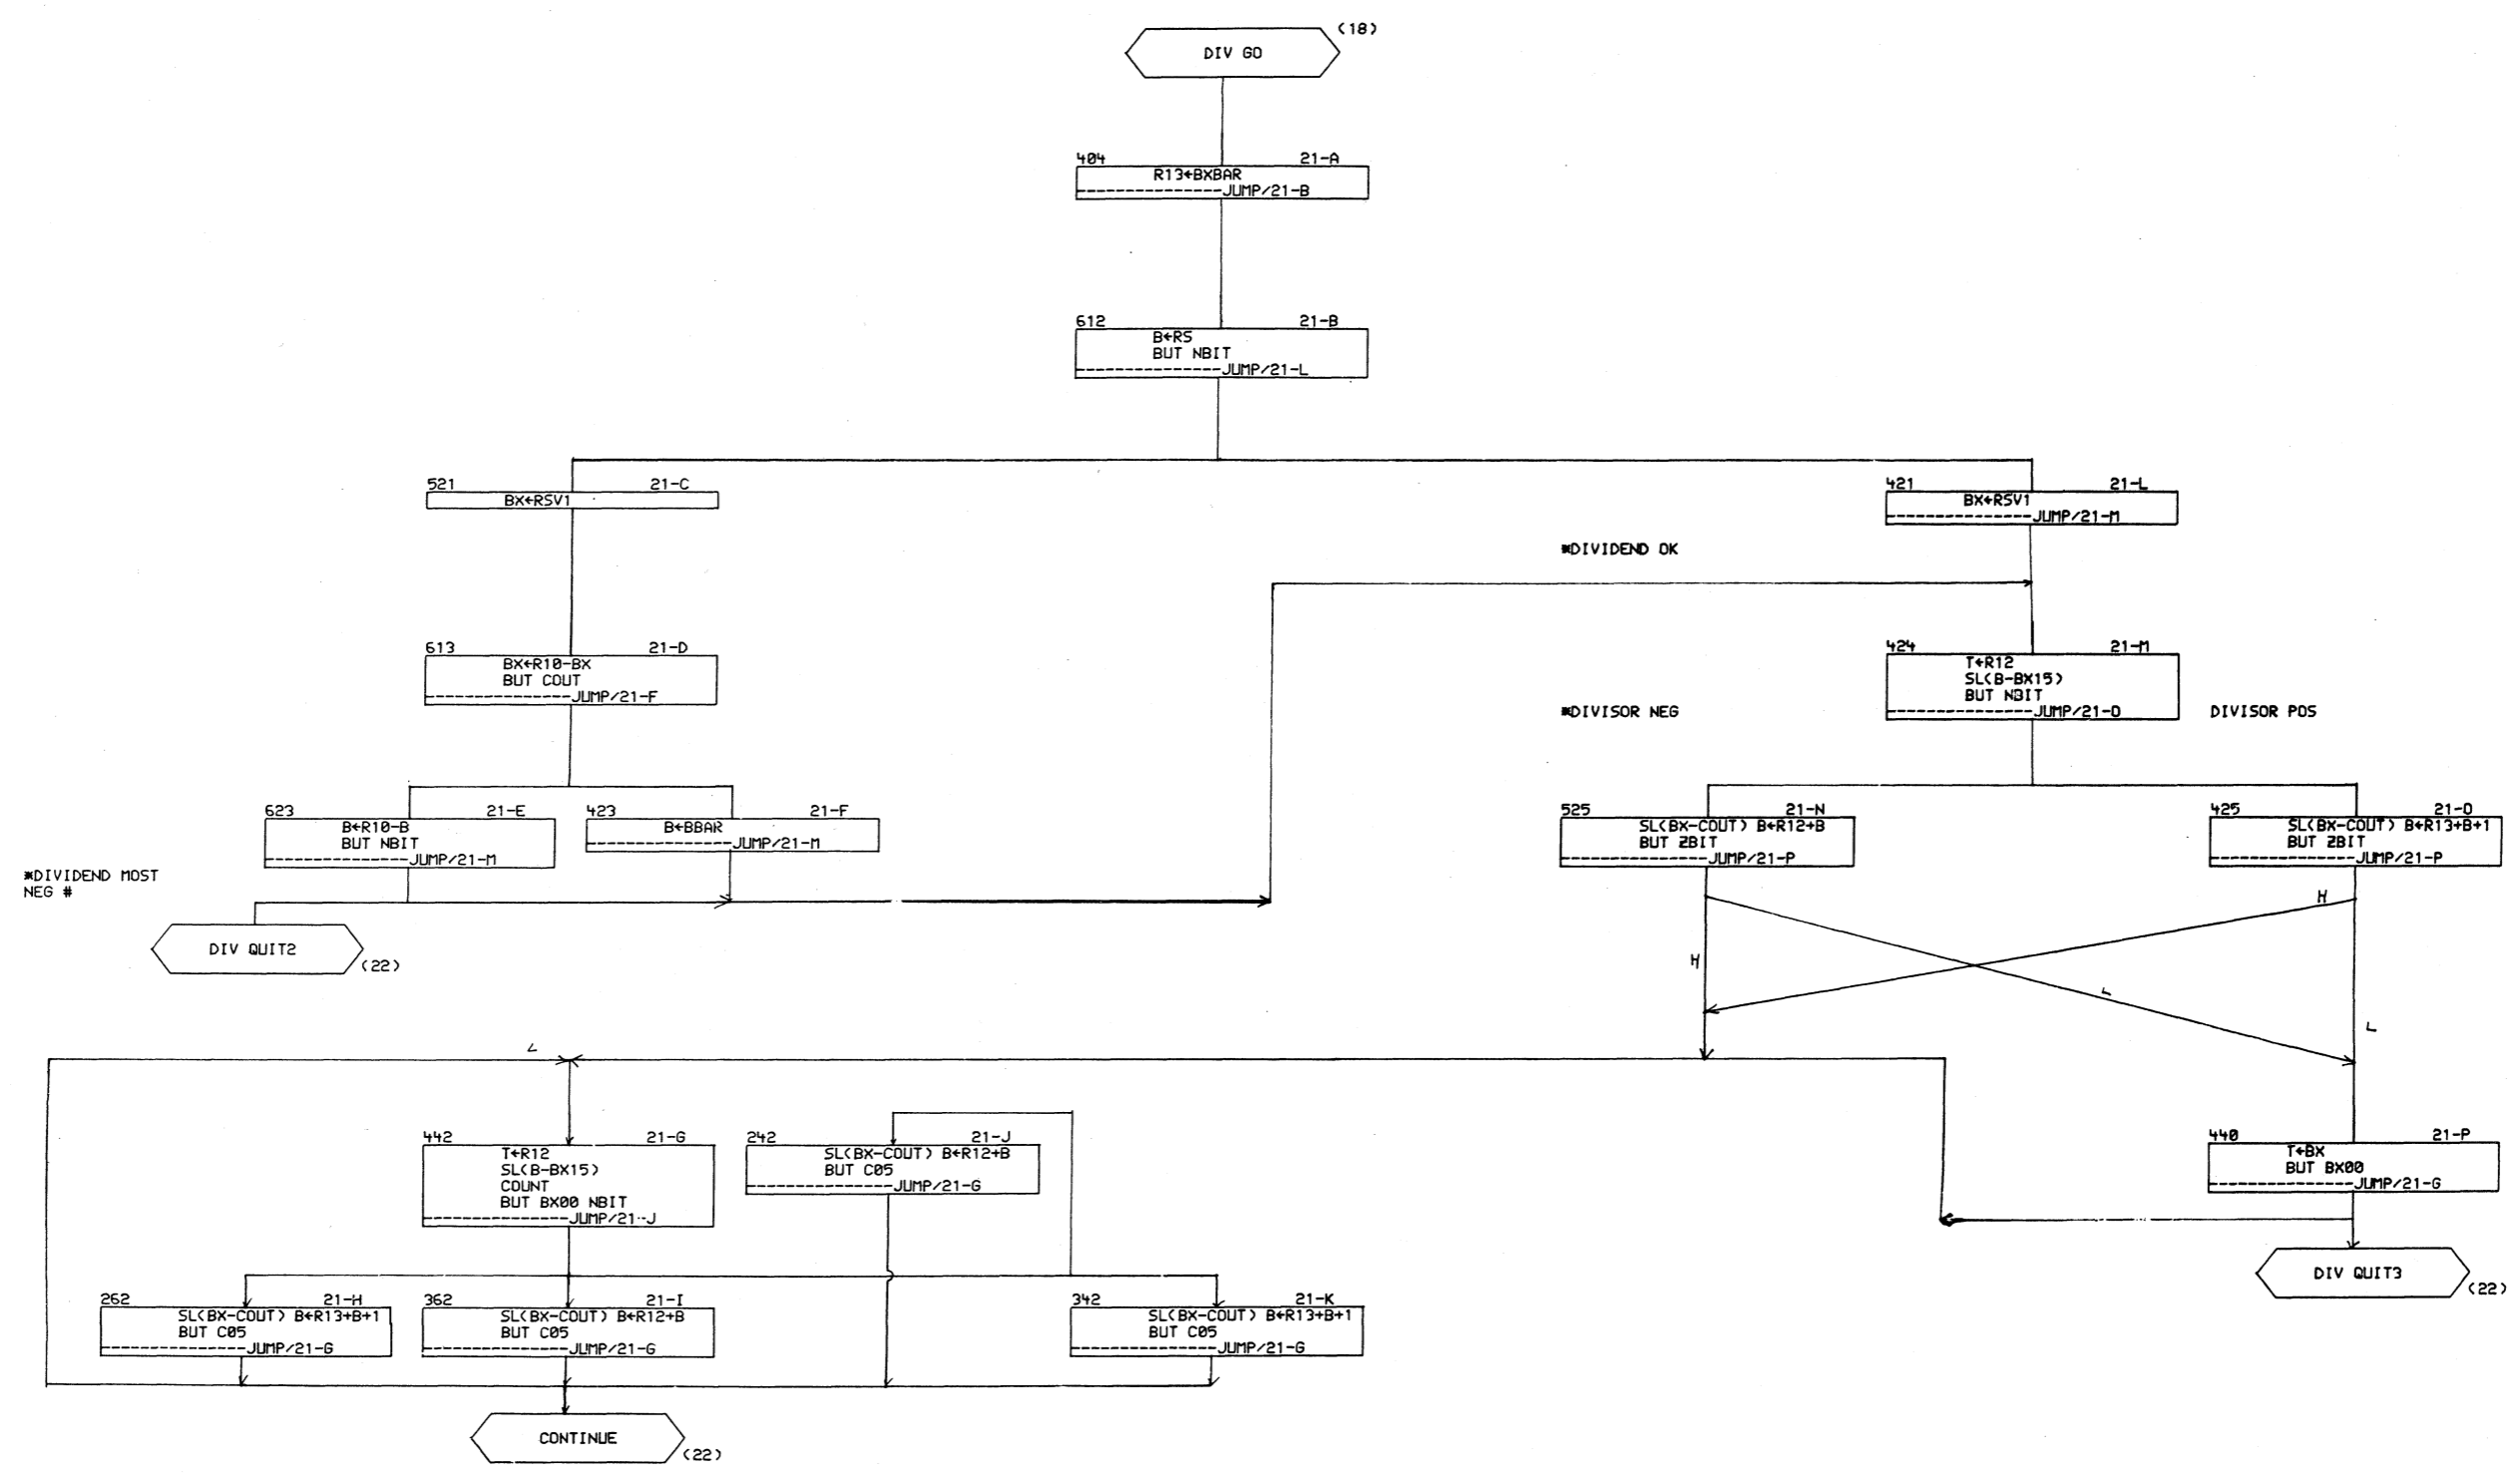 (18)
DIV GO
404 21-A
R13←BXBAR
---------------JUMP/21-B
612 21-B
B←RS
BUT NBIT
---------------JUMP/21-L
521 21-C
BX←RSV1
421 21-L
BX←RSV1
---------------JUMP/21-M
*DIVIDEND OK
613 21-D
BX←R10-BX
BUT COUT
---------------JUMP/21-F
424 21-M
T←R12
SL(B-BX15)
BUT NBIT
---------------JUMP/21-O
*DIVISOR NEG
DIVISOR POS
623 21-E
B←R10-B
BUT NBIT
---------------JUMP/21-M
423 21-F
B←BBAR
---------------JUMP/21-M
525 21-N
SL(BX-COUT) B←R12+B
BUT ZBIT
---------------JUMP/21-P
425 21-O
SL(BX-COUT) B←R13+B+1
BUT ZBIT
---------------JUMP/21-P
*DIVIDEND MOST
NEG #
DIV QUIT2
(22)
H
H
L
L
L
442 21-G
T←R12
SL(B-BX15)
COUNT
BUT BX00 NBIT
---------------JUMP/21-J
242 21-J
SL(BX-COUT) B←R12+B
BUT C05
---------------JUMP/21-G
440 21-P
T←BX
BUT BX00
---------------JUMP/21-G
DIV QUIT3
(22)
262 21-H
SL(BX-COUT) B←R13+B+1
BUT C05
---------------JUMP/21-G
362 21-I
SL(BX-COUT) B←R12+B
BUT C05
---------------JUMP/21-G
342 21-K
SL(BX-COUT) B←R13+B+1
BUT C05
---------------JUMP/21-G
CONTINUE
(22)